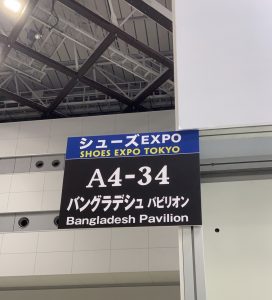 シューズEXPO
SHOES EXPO TOKYO
A4-34
バングラデシュ パビリオン
Bangladesh Pavilion